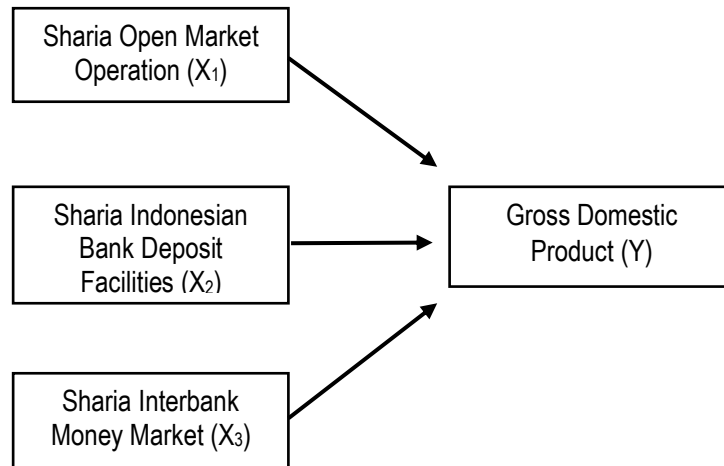 Sharia Open Market
Operation (X₁)
Sharia Indonesian
Bank Deposit
Facilities (X₂)
Gross Domestic
Product (Y)
Sharia Interbank
Money Market (X₃)